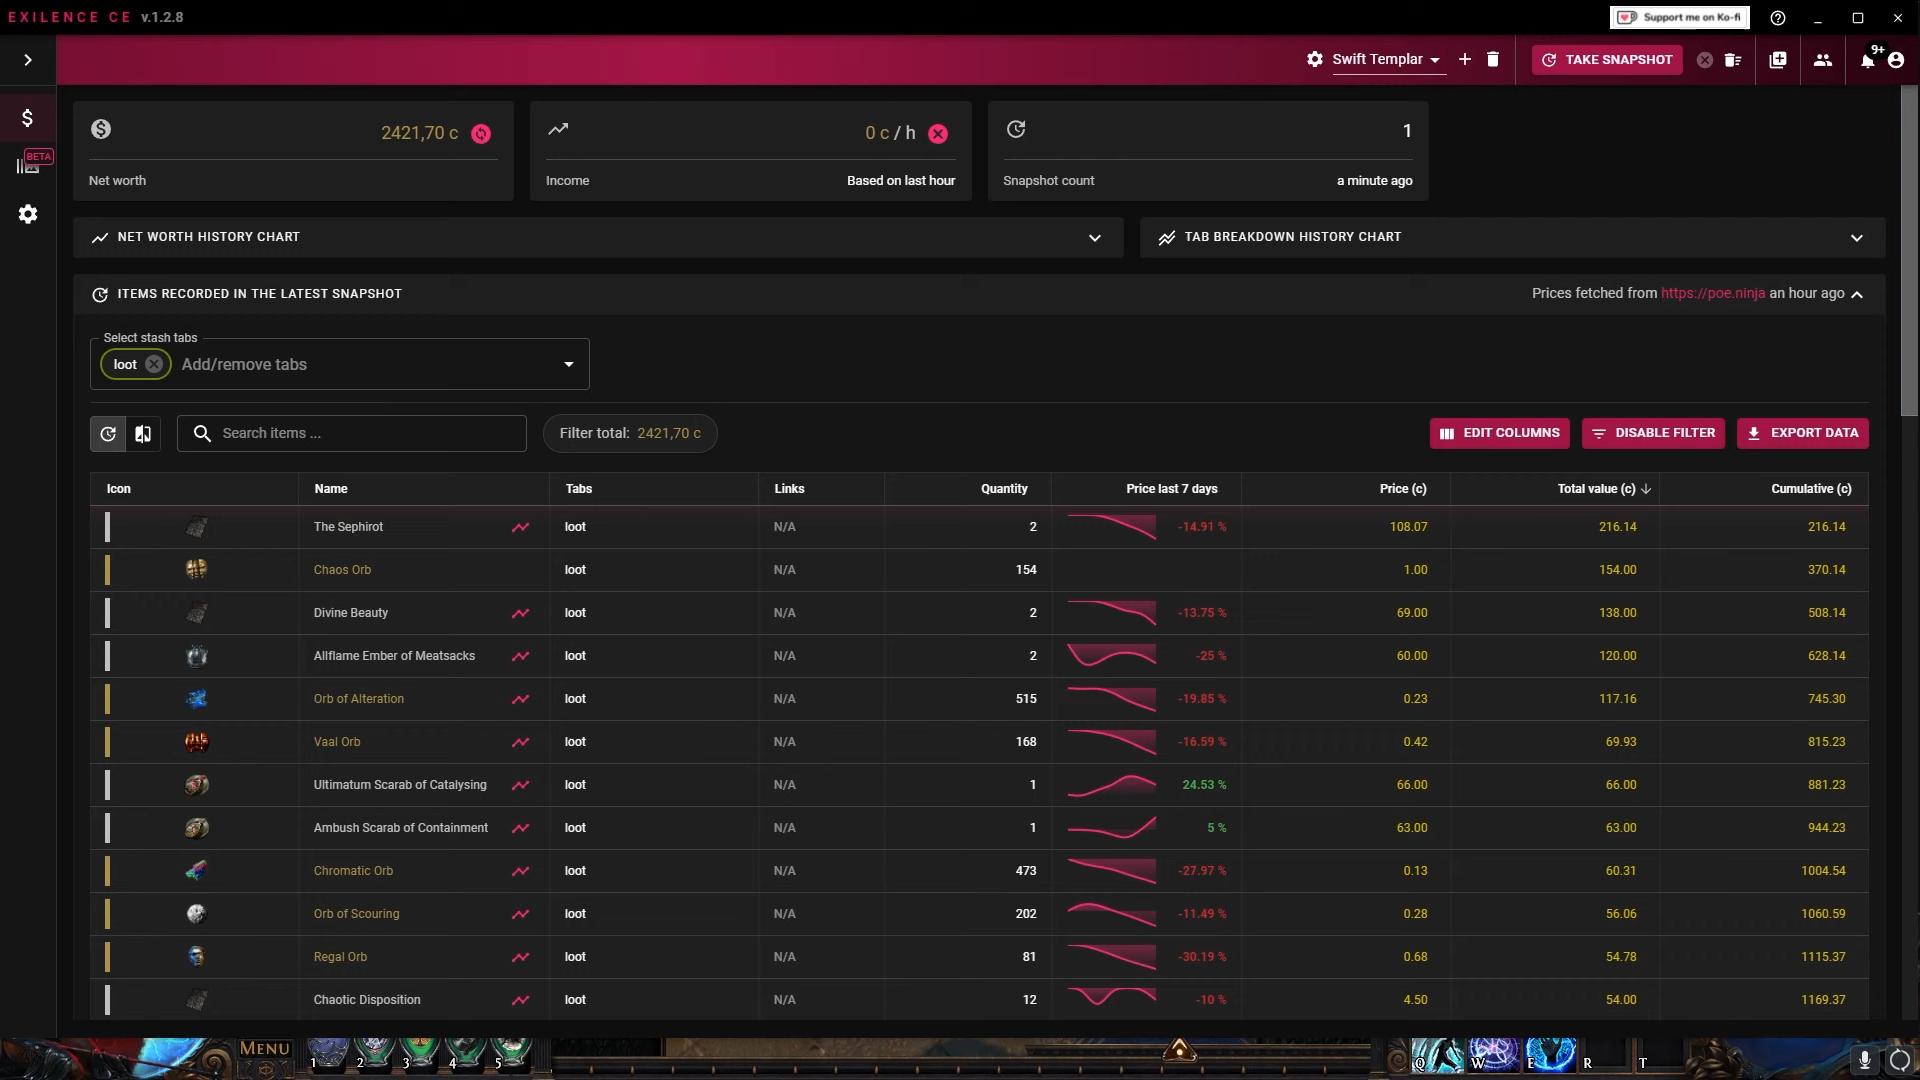 EXILENCE CE v.1.2.8
Support me on Ko-fi
Swift Templar
TAKE SNAPSHOT
9+
2421,70 c
Net worth
0 c / h
Income Based on last hour
1
Snapshot count a minute ago
BETA
NET WORTH HISTORY CHART
TAB BREAKDOWN HISTORY CHART
ITEMS RECORDED IN THE LATEST SNAPSHOT
Prices fetched from https://poe.ninja an hour ago
Select stash tabs
loot Add/remove tabs
Search items ...
Filter total: 2421,70 c
EDIT COLUMNS
DISABLE FILTER
EXPORT DATA
Icon Name Tabs Links Quantity Price last 7 days Price (c) Total value (c) Cumulative (c)
The Sephirot loot N/A 2 -14.91 % 108.07 216.14 216.14
Chaos Orb loot N/A 154 1.00 154.00 370.14
Divine Beauty loot N/A 2 -13.75 % 69.00 138.00 508.14
Allflame Ember of Meatsacks loot N/A 2 -25 % 60.00 120.00 628.14
Orb of Alteration loot N/A 515 -19.85 % 0.23 117.16 745.30
Vaal Orb loot N/A 168 -16.59 % 0.42 69.93 815.23
Ultimatum Scarab of Catalysing loot N/A 1 24.53 % 66.00 66.00 881.23
Ambush Scarab of Containment loot N/A 1 5 % 63.00 63.00 944.23
Chromatic Orb loot N/A 473 -27.97 % 0.13 60.31 1004.54
Orb of Scouring loot N/A 202 -11.49 % 0.28 56.06 1060.59
Regal Orb loot N/A 81 -30.19 % 0.68 54.78 1115.37
Chaotic Disposition loot N/A 12 -10 % 4.50 54.00 1169.37
MENU
1 2 3 4 5
Q W E R T